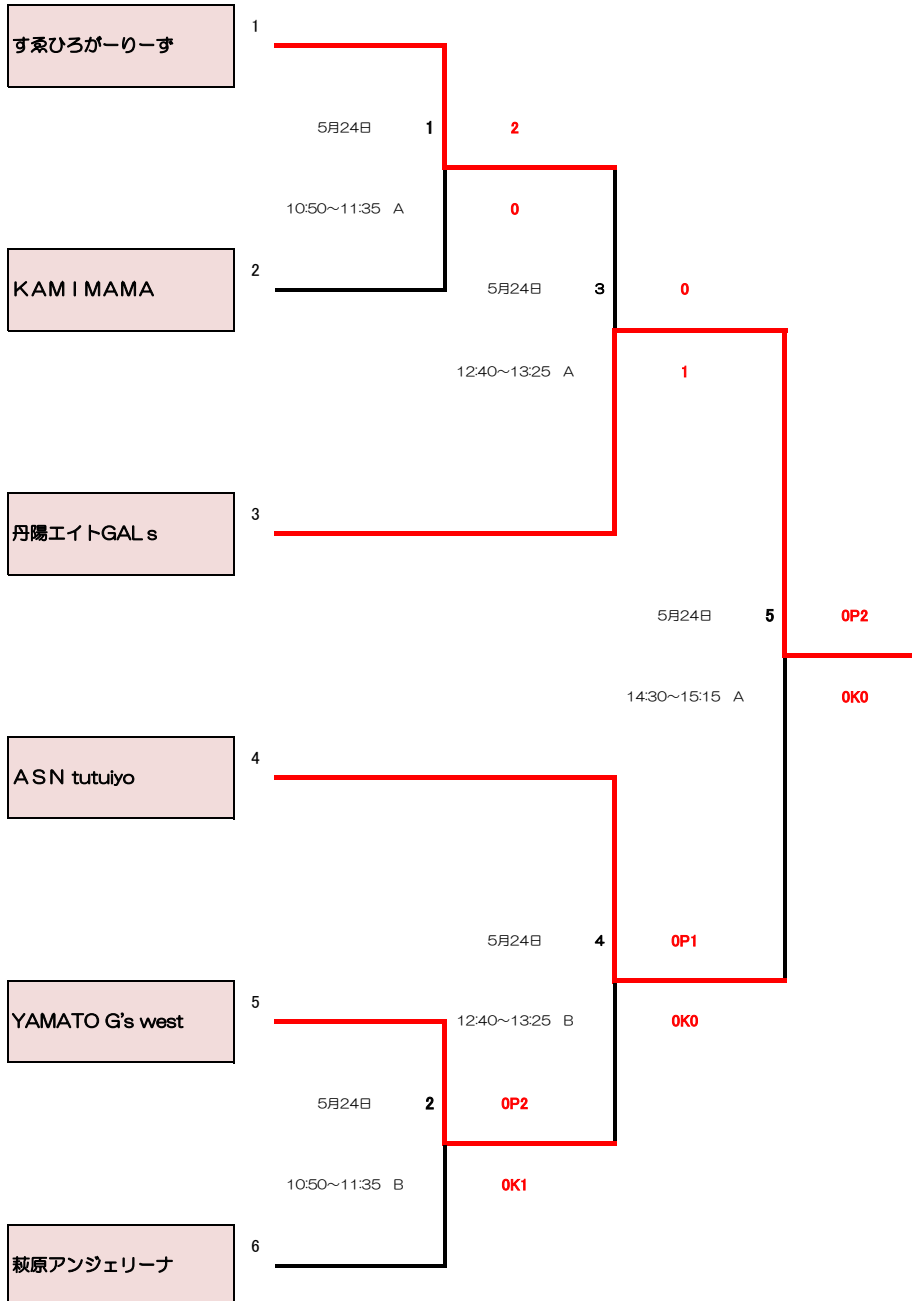 すゑひろがーりーず
1
5月24日 1 2
10:50～11:35 A 0
ＫＡＭＩＭＡＭＡ
2
5月24日 3 0
12:40～13:25 A 1
丹陽エイトGALｓ
3
5月24日 5 0P2
14:30～15:15 A 0K0
ＡＳＮ tutuiyo
4
5月24日 4 0P1
YAMATO G's west
5
12:40～13:25 B 0K0
5月24日 2 0P2
10:50～11:35 B 0K1
萩原アンジェリーナ
6